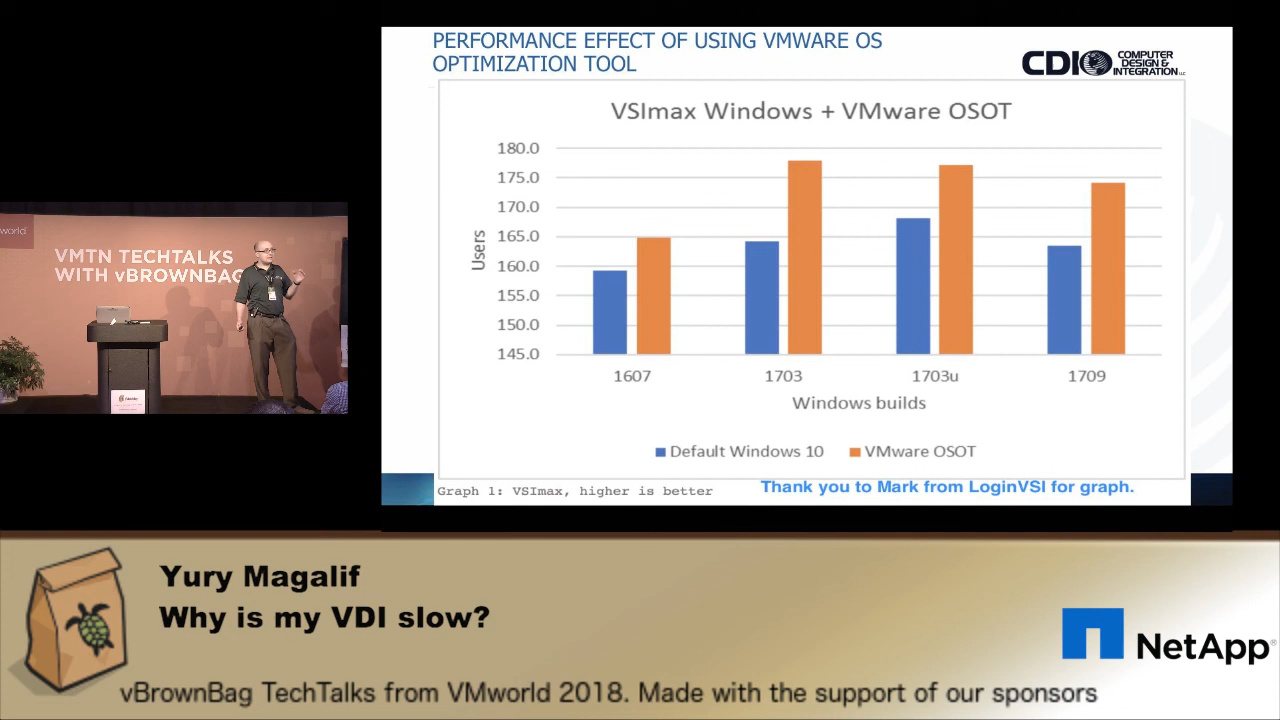 PERFORMANCE EFFECT OF USING VMWARE OS
OPTIMIZATION TOOL
CDI COMPUTER
DESIGN &
INTEGRATION LLC
VSImax Windows + VMware OSOT
180.0
175.0
170.0
165.0
160.0
155.0
150.0
145.0
Users
1607 1703 1703u 1709
Windows builds
Default Windows 10 VMware OSOT
Graph 1: VSImax, higher is better
Thank you to Mark from LoginVSI for graph.
world
VMTN TECHTALKS
WITH vBROWNBAG
Yury Magalif
Why is my VDI slow?
NetApp®
vBrownBag TechTalks from VMworld 2018. Made with the support of our sponsors